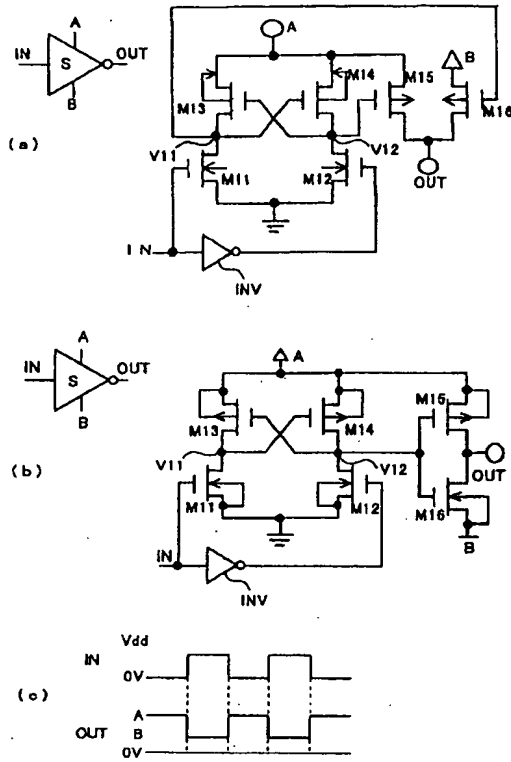 A
IN
S
OUT
B
(a)
A
M13
M14
M15
B
M16
V11
V12
M11
M12
OUT
IN
INV
A
IN
S
OUT
B
(b)
A
M13
M14
M15
V11
V12
OUT
M11
M12
M16
B
IN
INV
(c)
Vdd
IN
0V
A
OUT
B
0V